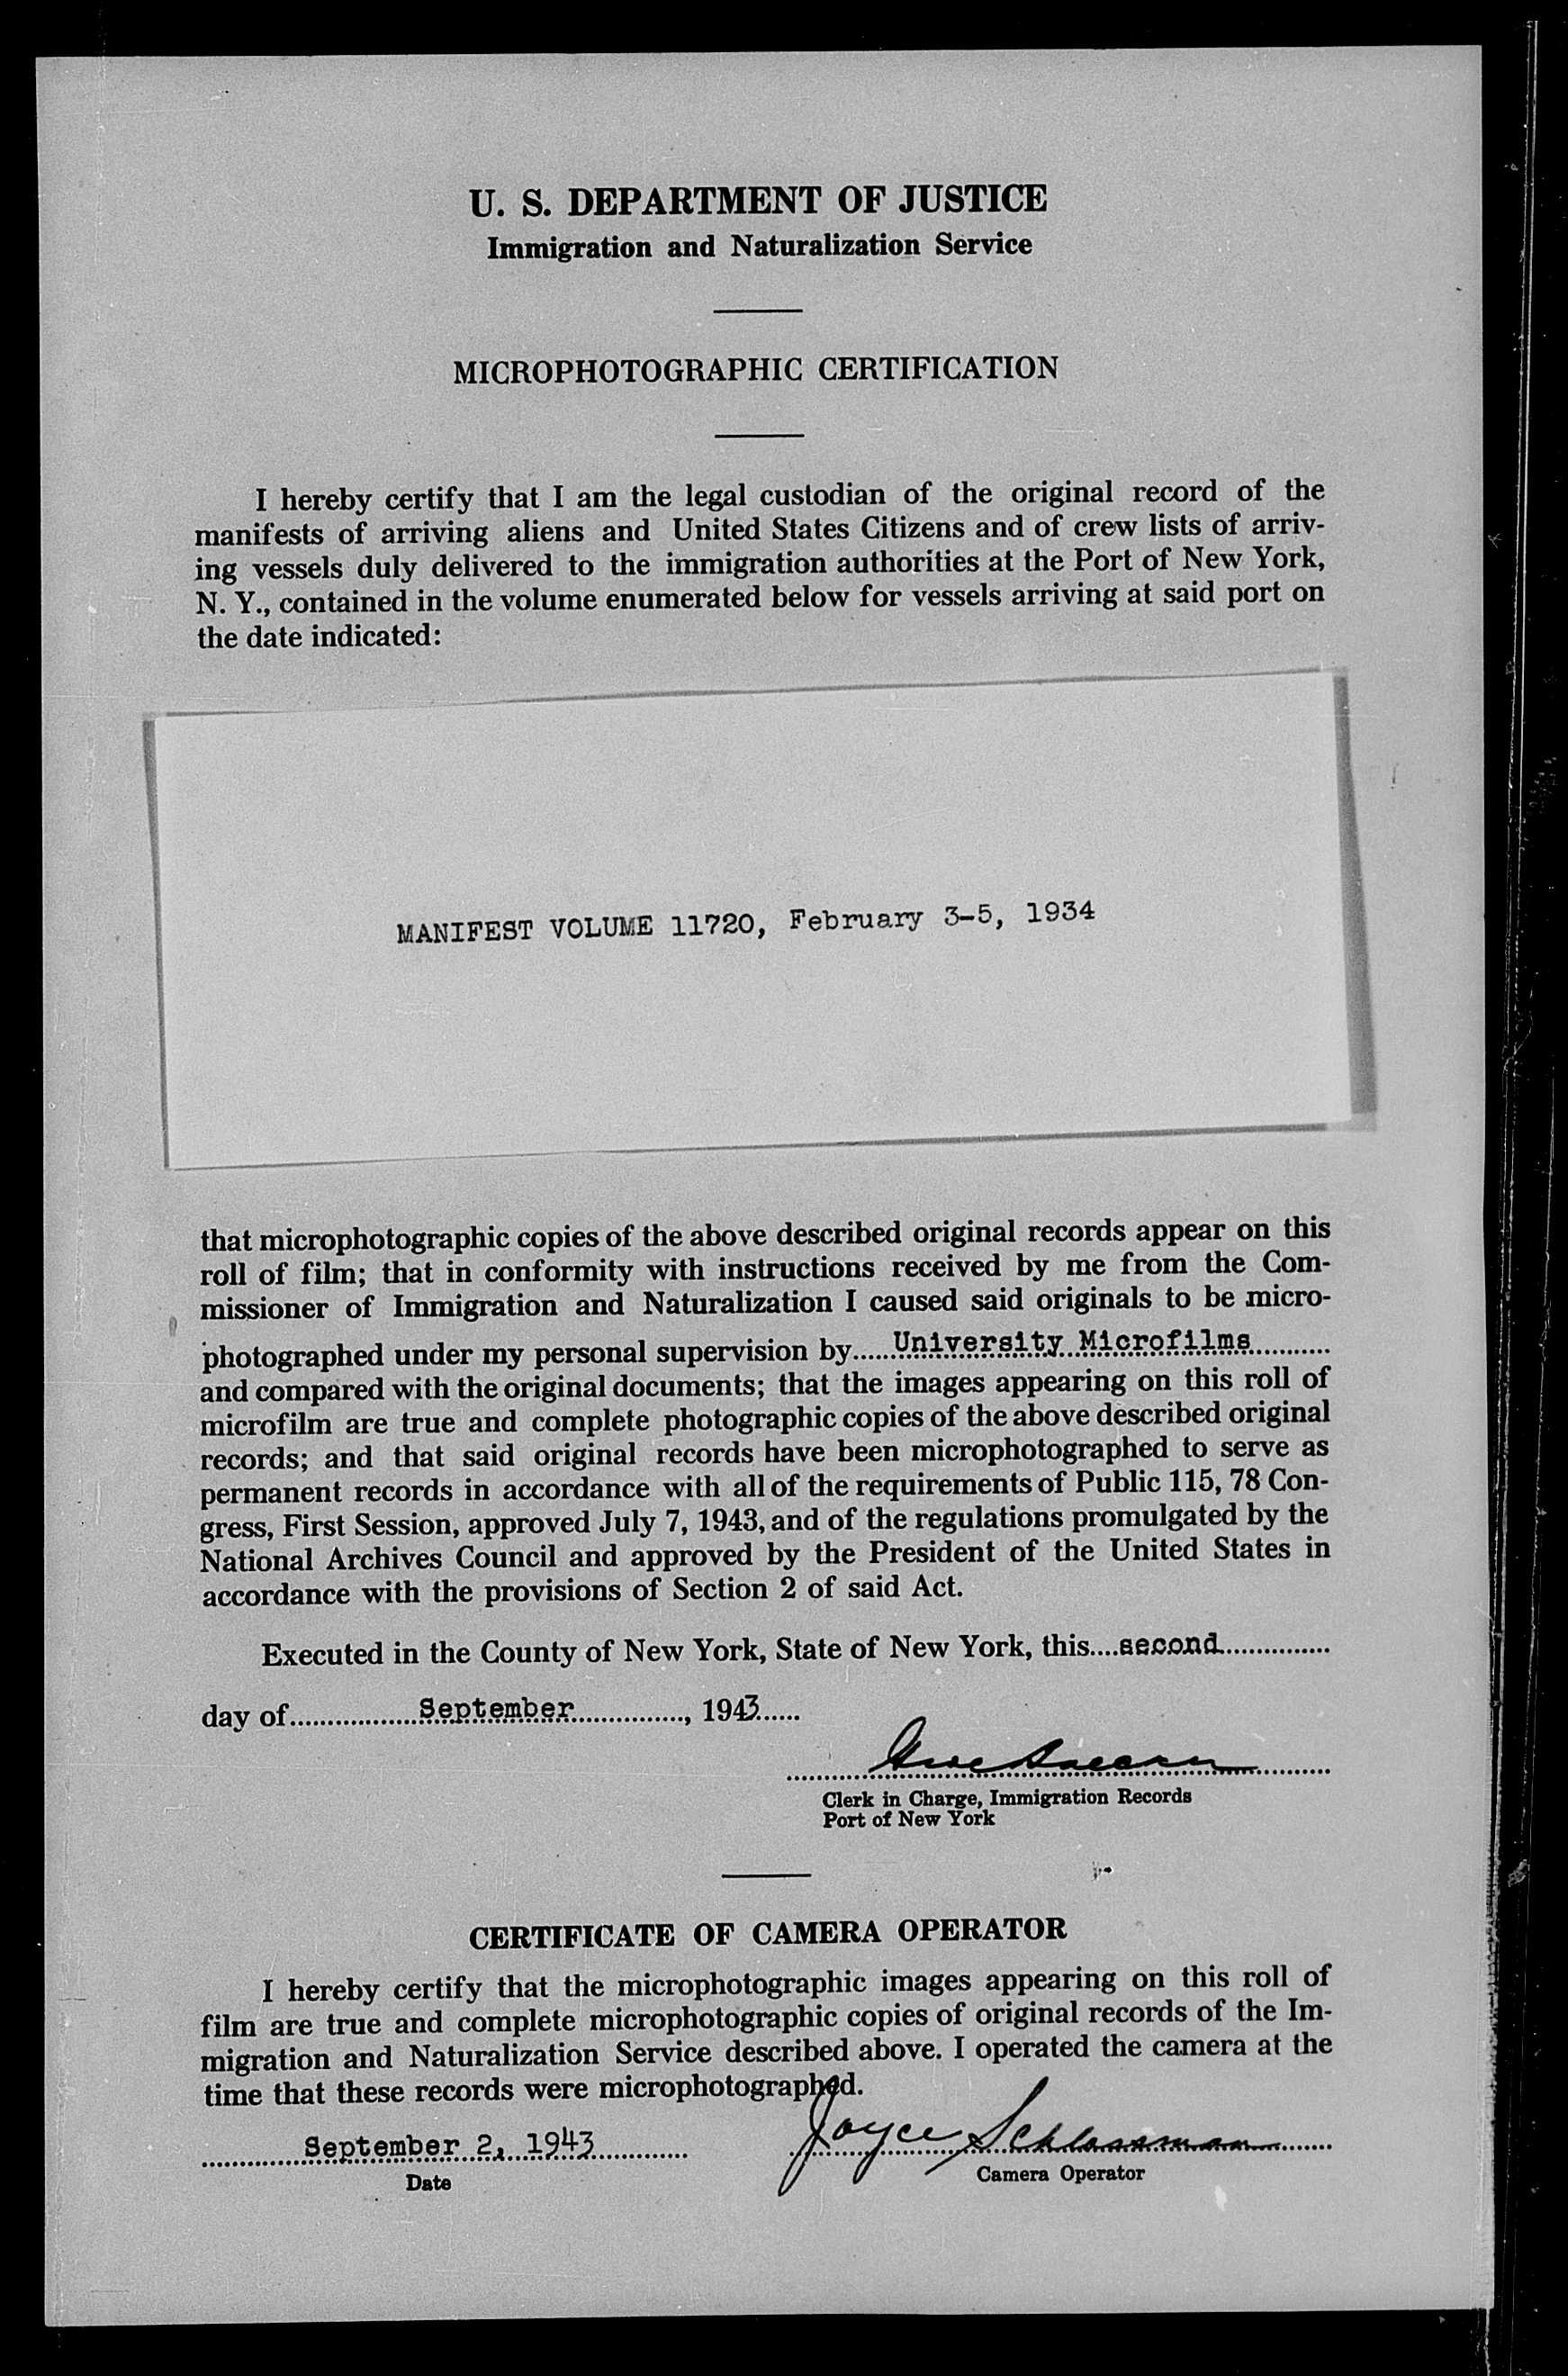 U. S. DEPARTMENT OF JUSTICE
Immigration and Naturalization Service
MICROPHOTOGRAPHIC CERTIFICATION
I hereby certify that I am the legal custodian of the original record of the
manifests of arriving aliens and United States Citizens and of crew lists of arriv-
ing vessels duly delivered to the immigration authorities at the Port of New York,
N. Y., contained in the volume enumerated below for vessels arriving at said port on
the date indicated:
MANIFEST VOLUME 11720, February 3-5, 1934
that microphotographic copies of the above described original records appear on this
roll of film; that in conformity with instructions received by me from the Com-
missioner of Immigration and Naturalization I caused said originals to be micro-
photographed under my personal supervision by......University Microfilms..........
and compared with the original documents; that the images appearing on this roll of
microfilm are true and complete photographic copies of the above described original
records; and that said original records have been microphotographed to serve as
permanent records in accordance with all of the requirements of Public 115, 78 Con-
gress, First Session, approved July 7, 1943, and of the regulations promulgated by the
National Archives Council and approved by the President of the United States in
accordance with the provisions of Section 2 of said Act.
Executed in the County of New York, State of New York, this....second..............
day of.................September..............., 1943......
Clerk in Charge, Immigration Records
Port of New York
CERTIFICATE OF CAMERA OPERATOR
I hereby certify that the microphotographic images appearing on this roll of
film are true and complete microphotographic copies of original records of the Im-
migration and Naturalization Service described above. I operated the camera at the
time that these records were microphotographed.
September 2, 1943 Joyce Schlossman
Date Camera Operator